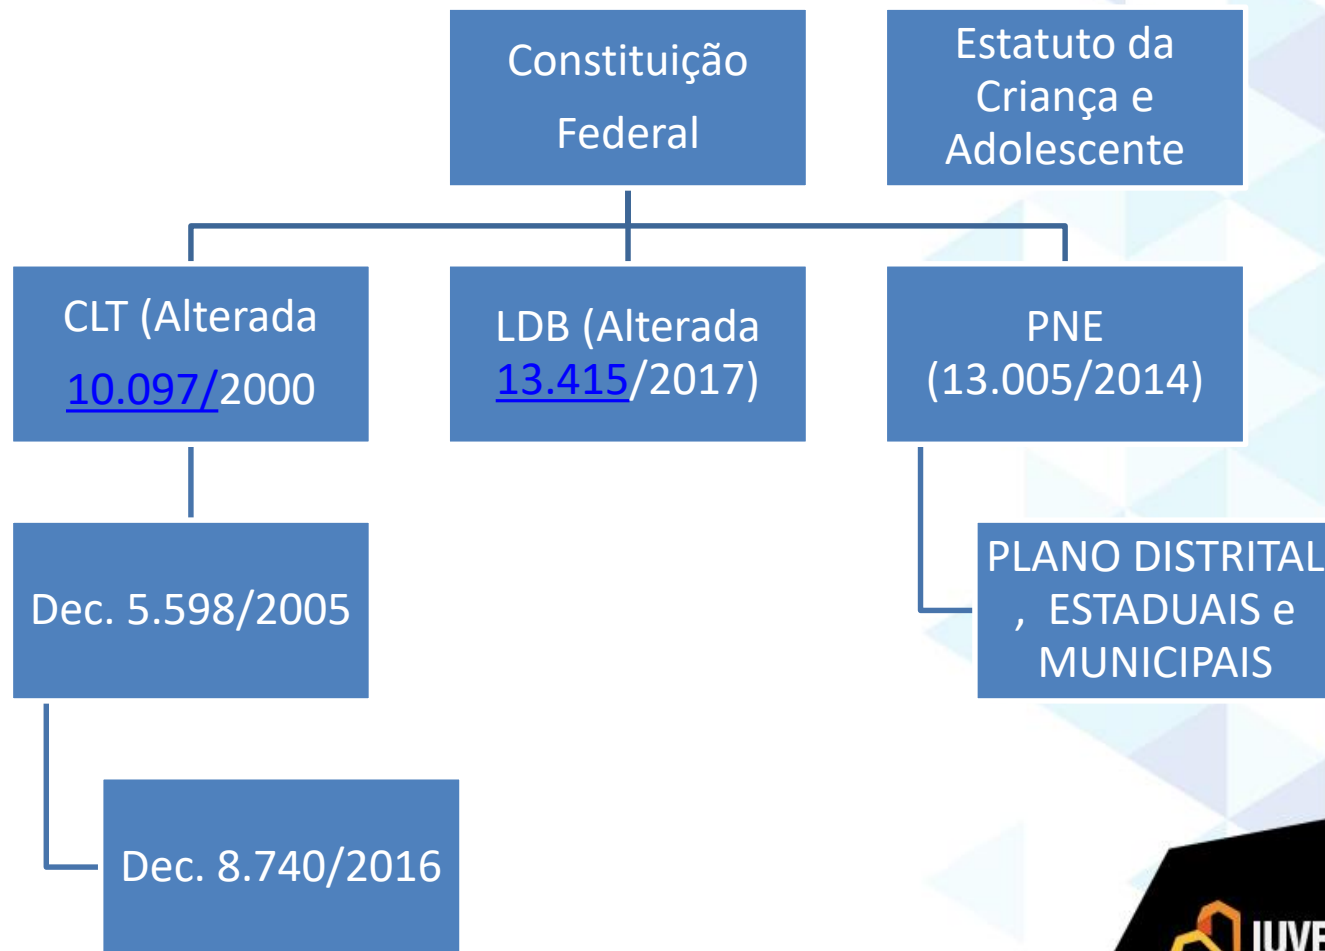 Constituição
Federal
Estatuto da
Criança e
Adolescente
CLT (Alterada
10.097/2000
LDB (Alterada
13.415/2017)
PNE
(13.005/2014)
Dec. 5.598/2005
PLANO DISTRITAL
, ESTADUAIS e
MUNICIPAIS
Dec. 8.740/2016